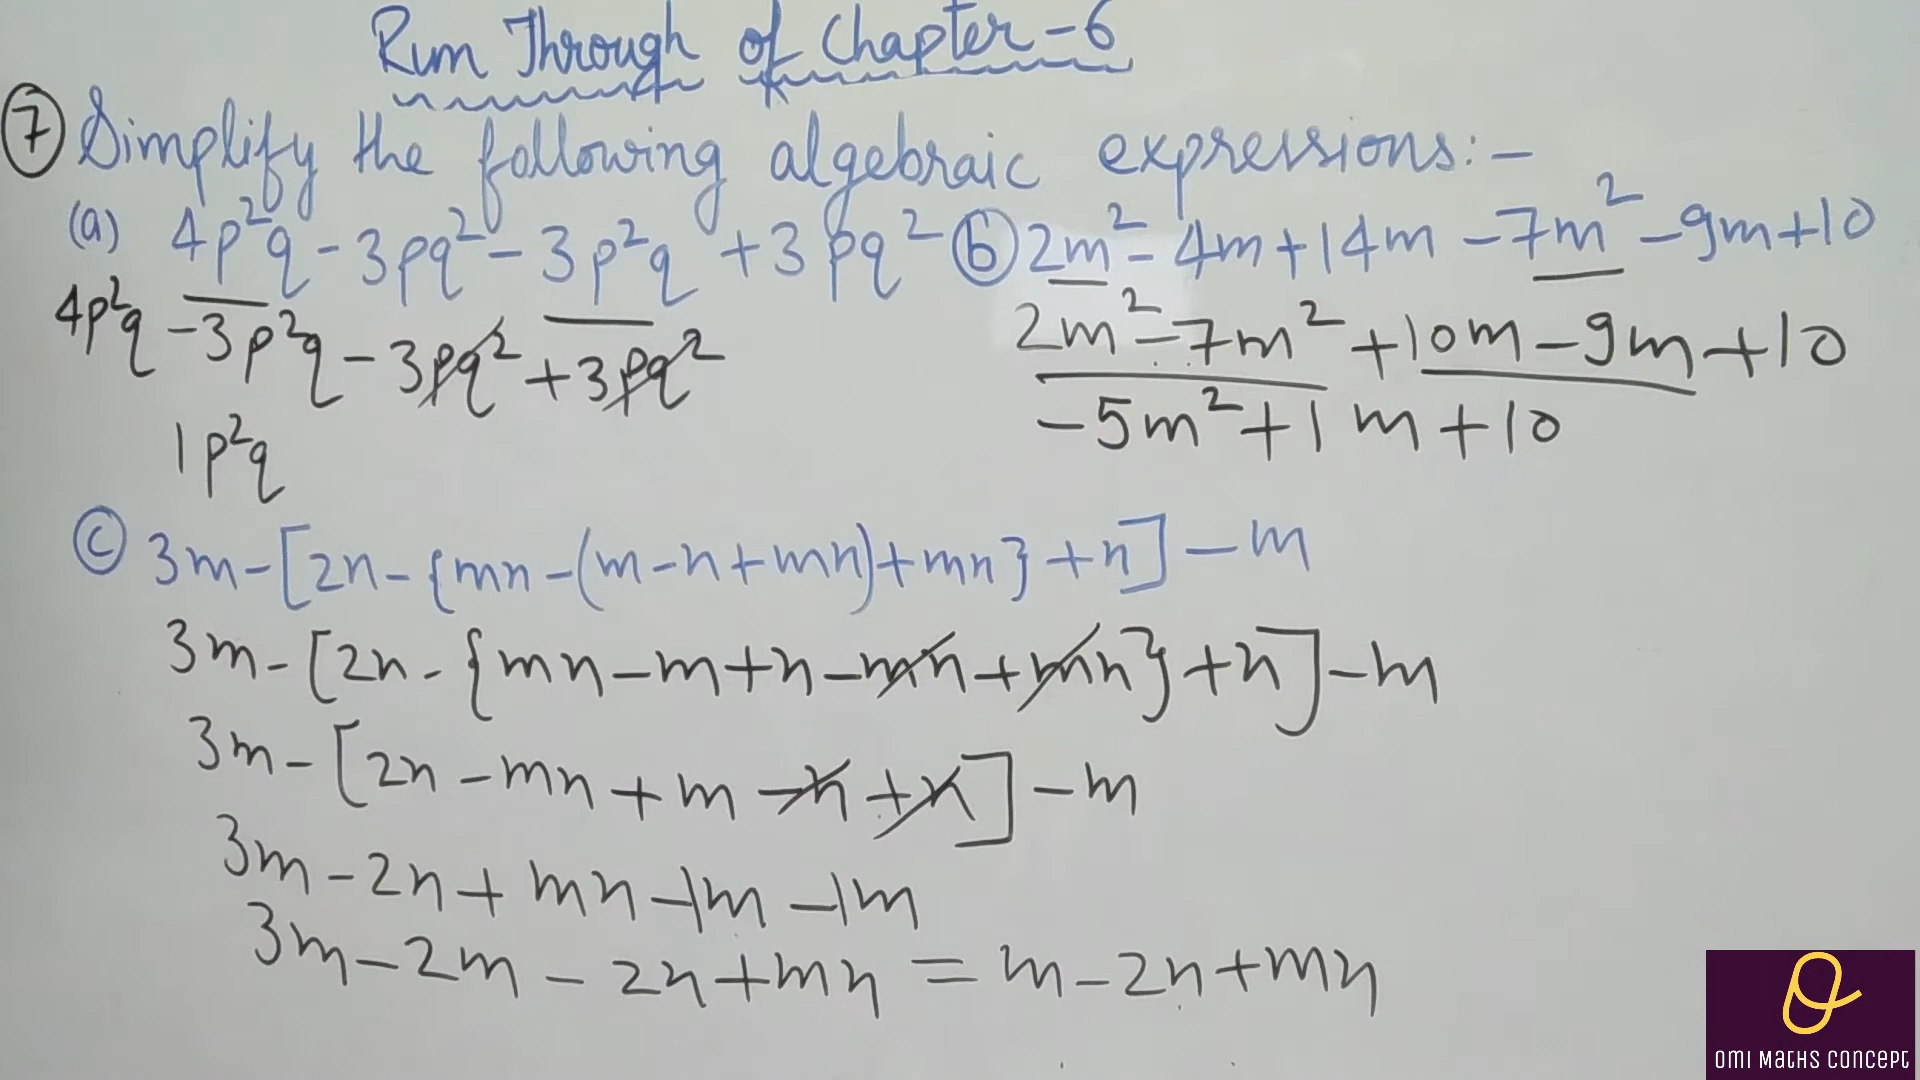 Run Through of Chapter-6
⑦ Simplify the following algebraic expressions:-
(a) 4p²q - 3pq² - 3p²q + 3pq²
4p²q - 3p²q - 3pq² + 3pq²
1p²q
ⓑ 2m² - 4m + 14m - 7m² - 9m + 10
2m² - 7m² + 10m - 9m + 10
-5m² + 1m + 10
ⓒ 3m - [2n - {mn - (m - n + mn) + mn} + n] - m
3m - [2n - {mn - m + n - mn + mn} + n] - m
3m - [2n - mn + m - n + n] - m
3m - 2n + mn - 1m - 1m
3m - 2m - 2n + mn = m - 2n + mn
OMI MATHS CONCEPT